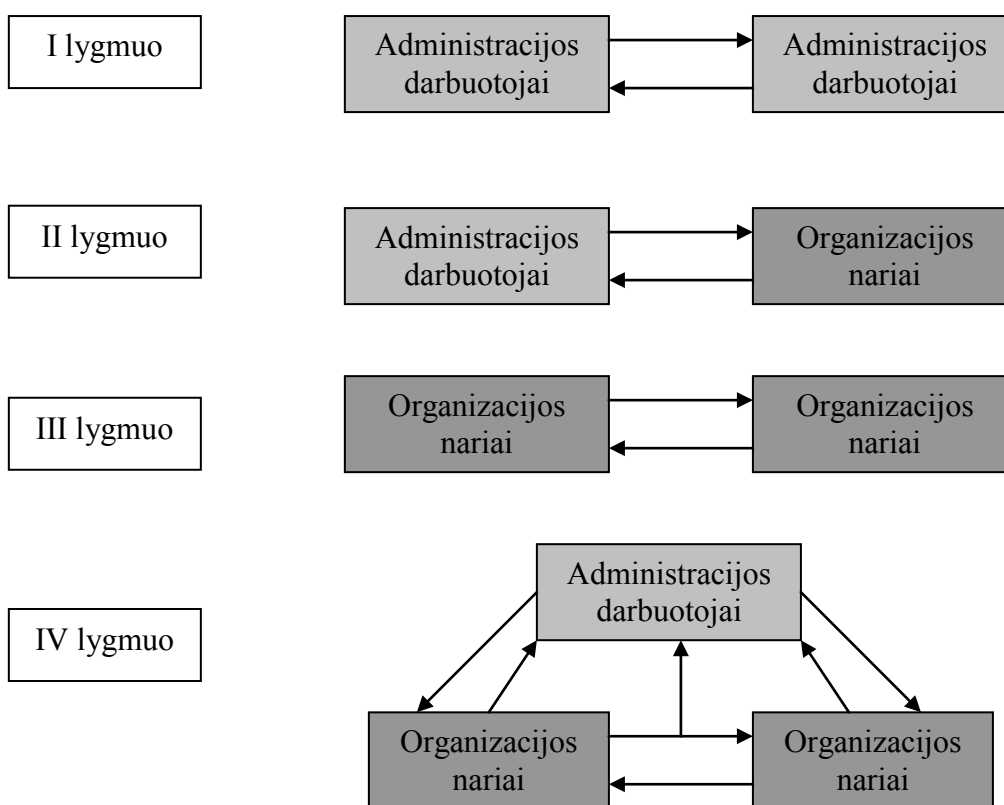 I lygmuo
Administracijos
darbuotojai
Administracijos
darbuotojai
II lygmuo
Administracijos
darbuotojai
Organizacijos
nariai
III lygmuo
Organizacijos
nariai
Organizacijos
nariai
IV lygmuo
Administracijos
darbuotojai
Organizacijos
nariai
Organizacijos
nariai